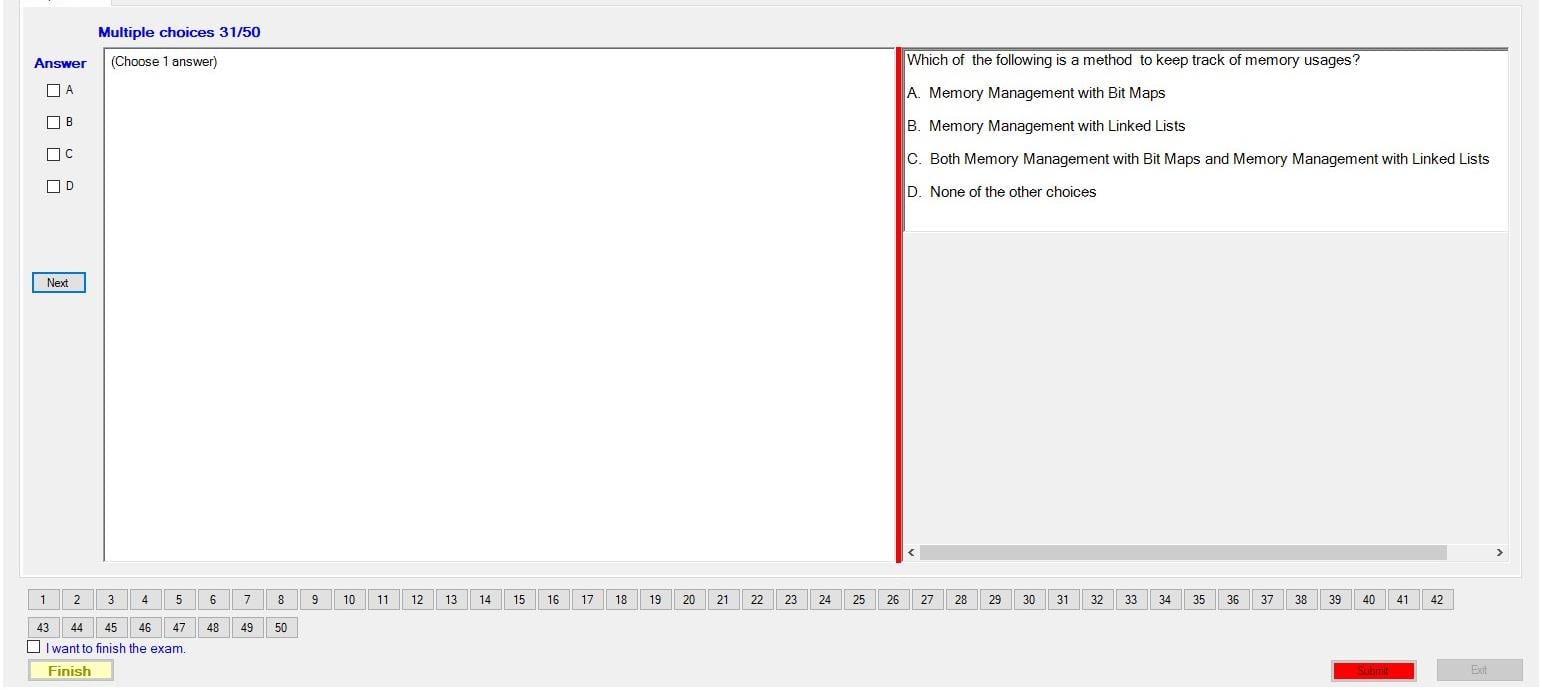 Multiple choices 31/50
Answer
A
B
C
D
Next
(Choose 1 answer)
Which of the following is a method to keep track of memory usages?
A. Memory Management with Bit Maps
B. Memory Management with Linked Lists
C. Both Memory Management with Bit Maps and Memory Management with Linked Lists
D. None of the other choices
1 2 3 4 5 6 7 8 9 10 11 12 13 14 15 16 17 18 19 20 21 22 23 24 25 26 27 28 29 30 31 32 33 34 35 36 37 38 39 40 41 42
43 44 45 46 47 48 49 50
I want to finish the exam.
Finish
Submit
Exit